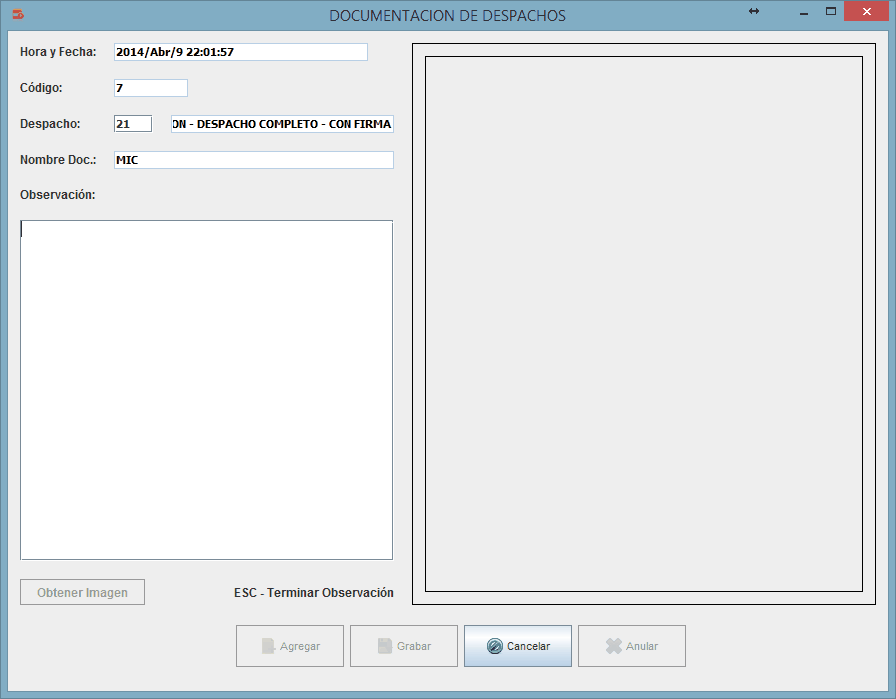 DOCUMENTACION DE DESPACHOS
Hora y Fecha: 2014/Abr/9 22:01:57
Código: 7
Despacho: 21 ON - DESPACHO COMPLETO - CON FIRMA
Nombre Doc.: MIC
Observación:
Obtener Imagen
ESC - Terminar Observación
Agregar
Grabar
Cancelar
Anular